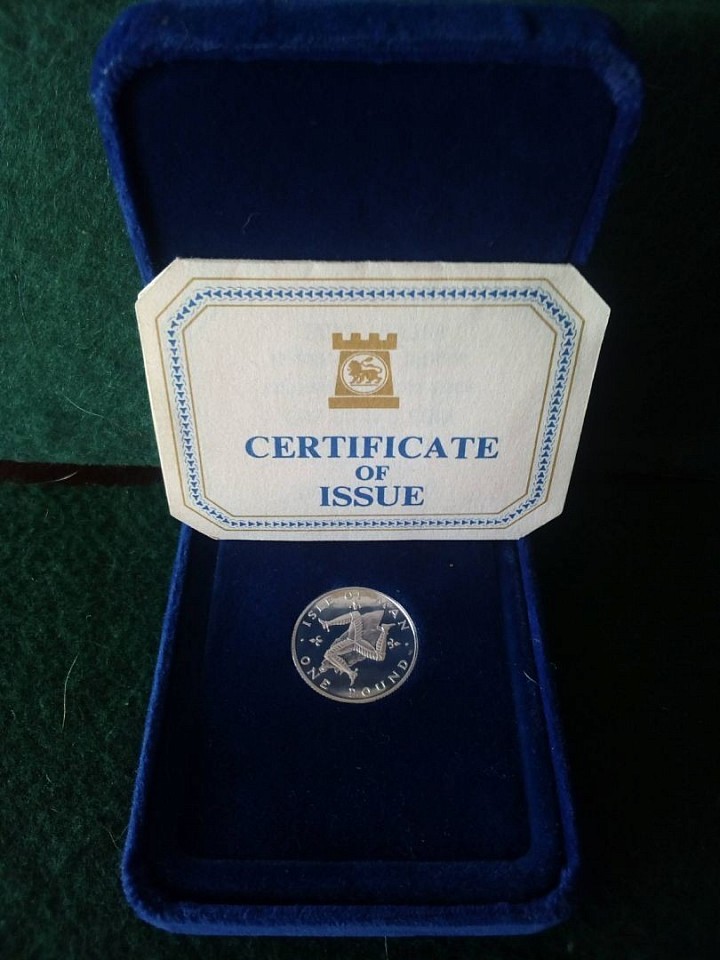 CERTIFICATE
OF
ISSUE
· ISLE OF MAN ·
ONE POUND